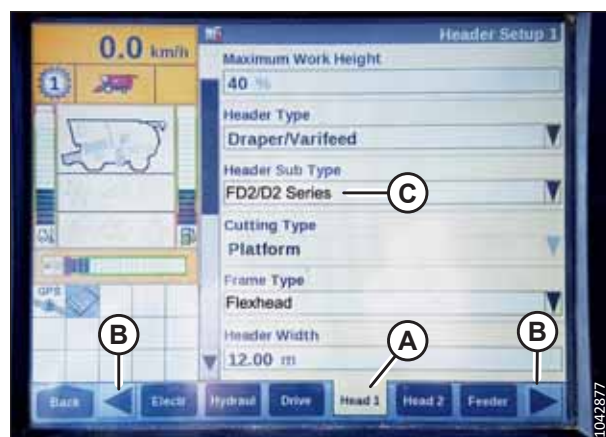 0.0 km/h
Header Setup 1
1
Maximum Work Height
40 %
Header Type
Draper/Varifeed
Header Sub Type
FD2/D2 Series
C
Cutting Type
Platform
Frame Type
Flexhead
GPS
Header Width
12.00 m
B
A
B
Back
Electr
Hydraul
Drive
Head 1
Head 2
Feeder
1042877